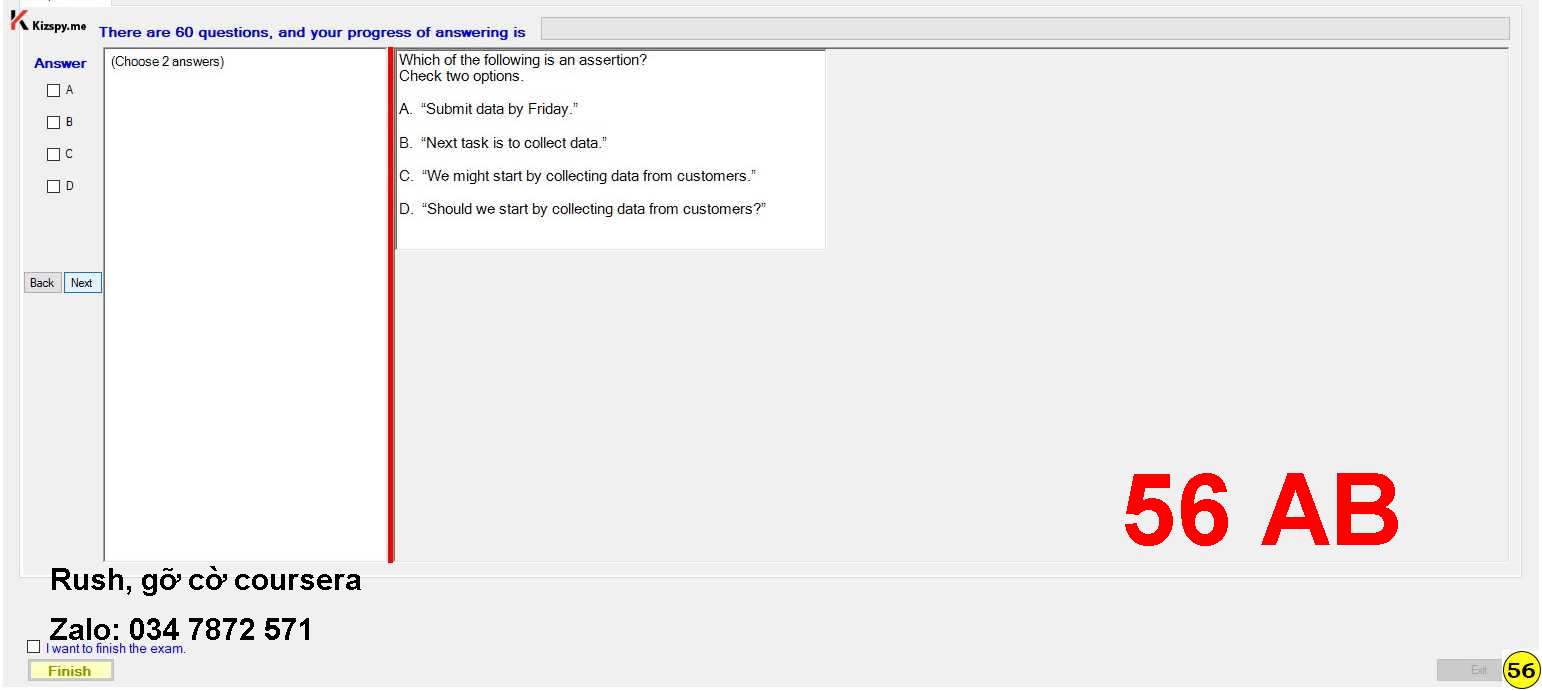 Kizspy.me
There are 60 questions, and your progress of answering is
Answer
(Choose 2 answers)
A
B
C
D
Back Next
Which of the following is an assertion?
Check two options.
A. “Submit data by Friday.”
B. “Next task is to collect data.”
C. “We might start by collecting data from customers.”
D. “Should we start by collecting data from customers?”
56 AB
Rush, gỡ cờ coursera
Zalo: 034 7872 571
I want to finish the exam.
Finish
Exit
56